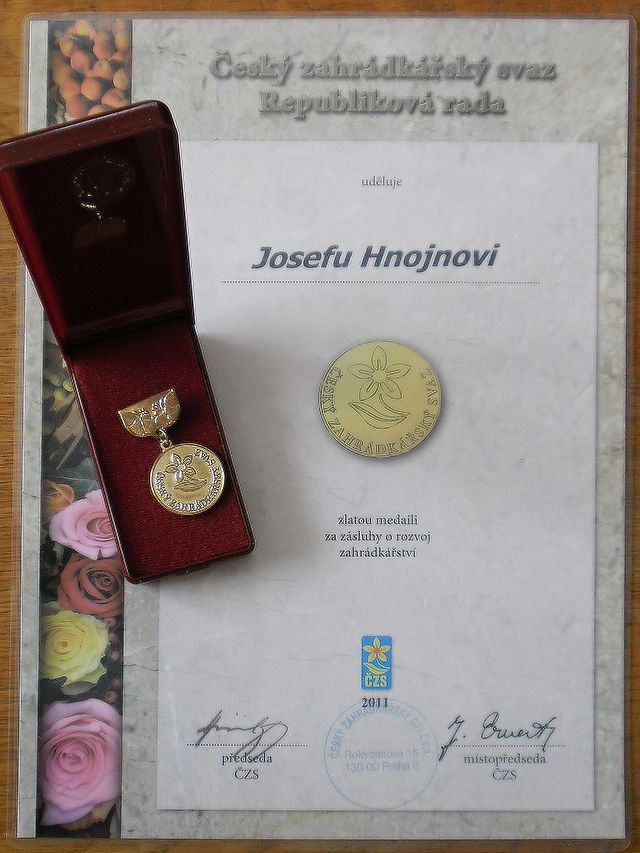 Český zahrádkářský svaz
Republiková rada
uděluje
Josefu Hnojnovi
ČESKÝ ZAHRÁDKÁŘSKÝ SVAZ
ČESKÝ ZAHRÁDKÁŘSKÝ SVAZ
zlatou medaili
za zásluhy o rozvoj
zahrádkářství
ČZS
2011
ČESKÝ ZAHRÁDKÁŘSKÝ SVAZ
Rokycanova 15
130 00 Praha 3
předseda
ČZS
místopředseda
ČZS